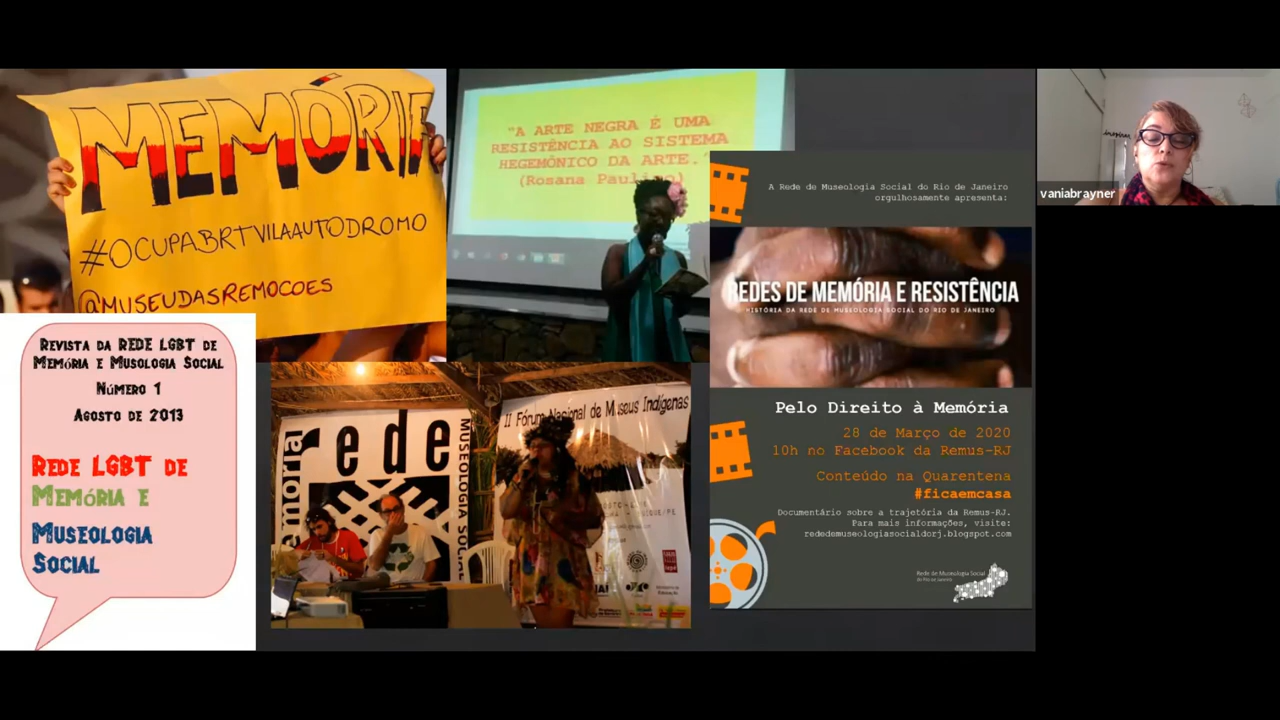 MEMÓRIA
#OCUPABRTVILAAUTODROMO
@MUSEUDASREMOCOES
"A ARTE NEGRA É UMA
RESISTÊNCIA AO SISTEMA
HEGEMÔNICO DA ARTE."
(Rosana Paulino)
A Rede de Museologia Social do Rio de Janeiro
orgulhosamente apresenta:
REDES DE MEMÓRIA E RESISTÊNCIA
HISTÓRIA DA REDE DE MUSEOLOGIA SOCIAL DO RIO DE JANEIRO
Pelo Direito à Memória
28 de Março de 2020
10h no Facebook da Remus-RJ
Conteúdo na Quarentena
#ficaemcasa
Documentário sobre a trajetória da Remus-RJ.
Para mais informações, visite:
rededemuseologiasocialdorj.blogspot.com
Rede de Museologia Social
do Rio de Janeiro
Revista da REDE LGBT de
Memória e Musologia Social
Número 1
Agosto de 2013
Rede LGBT de
Memória e
Museologia
Social
rede
MUSEOLOGIA SOCIAL
II Fórum Nacional de Museus Indígenas
vaniabrayner